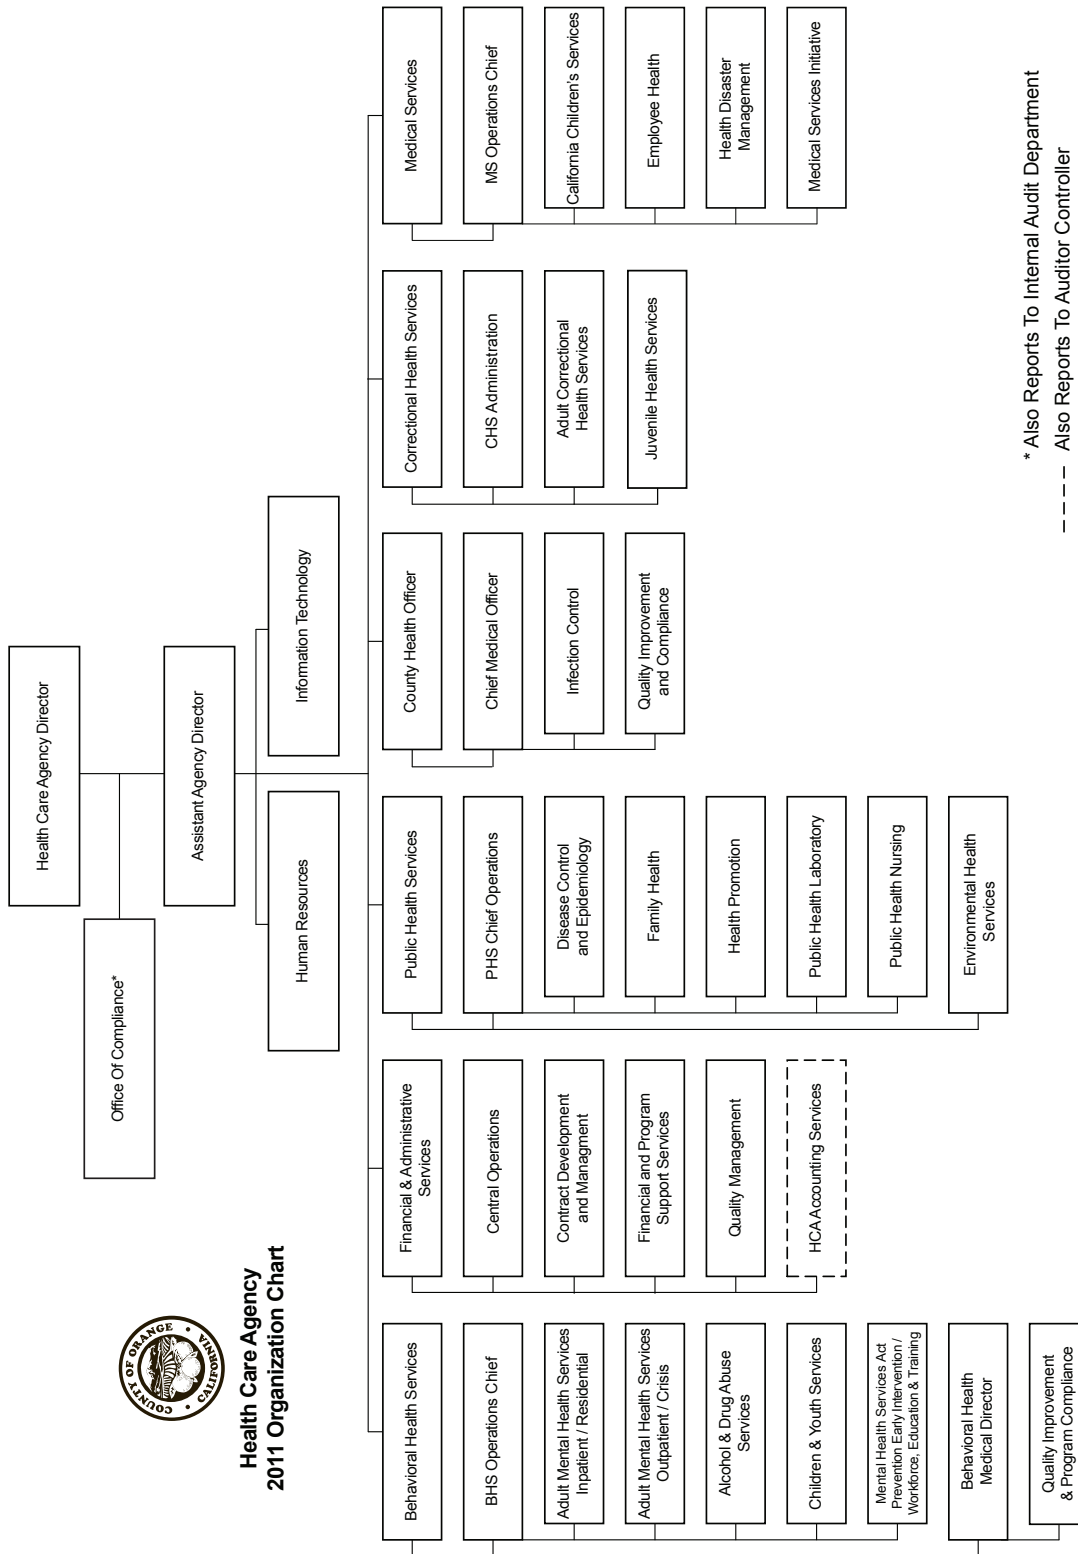 COUNTY OF ORANGE • CALIFORNIA •
Health Care Agency
2011 Organization Chart
Health Care Agency Director
Office Of Compliance*
Assistant Agency Director
Human Resources
Information Technology
Behavioral Health Services
BHS Operations Chief
Adult Mental Health Services
Inpatient / Residential
Adult Mental Health Services
Outpatient / Crisis
Alcohol & Drug Abuse
Services
Children & Youth Services
Mental Health Services Act
Prevention Early Intervention /
Workforce, Education & Training
Behavioral Health
Medical Director
Quality Improvement
& Program Compliance
Financial & Administrative
Services
Central Operations
Contract Development
and Managment
Financial and Program
Support Services
Quality Management
HCA Accounting Services
Public Health Services
PHS Chief Operations
Disease Control
and Epidemiology
Family Health
Health Promotion
Public Health Laboratory
Public Health Nursing
Environmental Health
Services
County Health Officer
Chief Medical Officer
Infection Control
Quality Improvement
and Compliance
Correctional Health Services
CHS Administration
Adult Correctional
Health Services
Juvenile Health Services
Medical Services
MS Operations Chief
California Children's Services
Employee Health
Health Disaster
Management
Medical Services Initiative
* Also Reports To Internal Audit Department
---- Also Reports To Auditor Controller